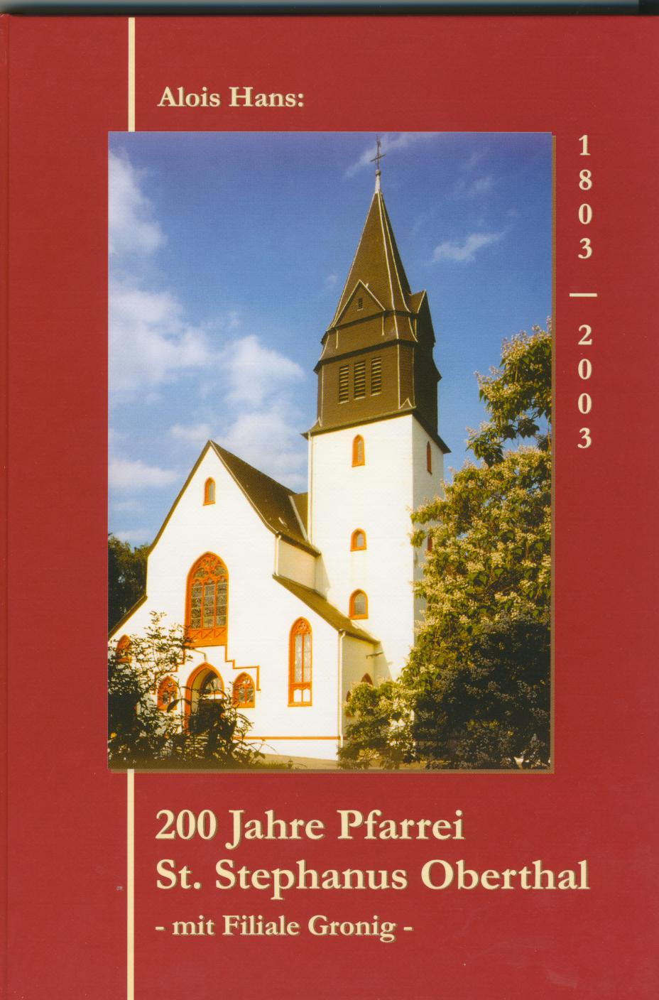 Alois Hans:
1803 – 2003
200 Jahre Pfarrei
St. Stephanus Oberthal
- mit Filiale Gronig -